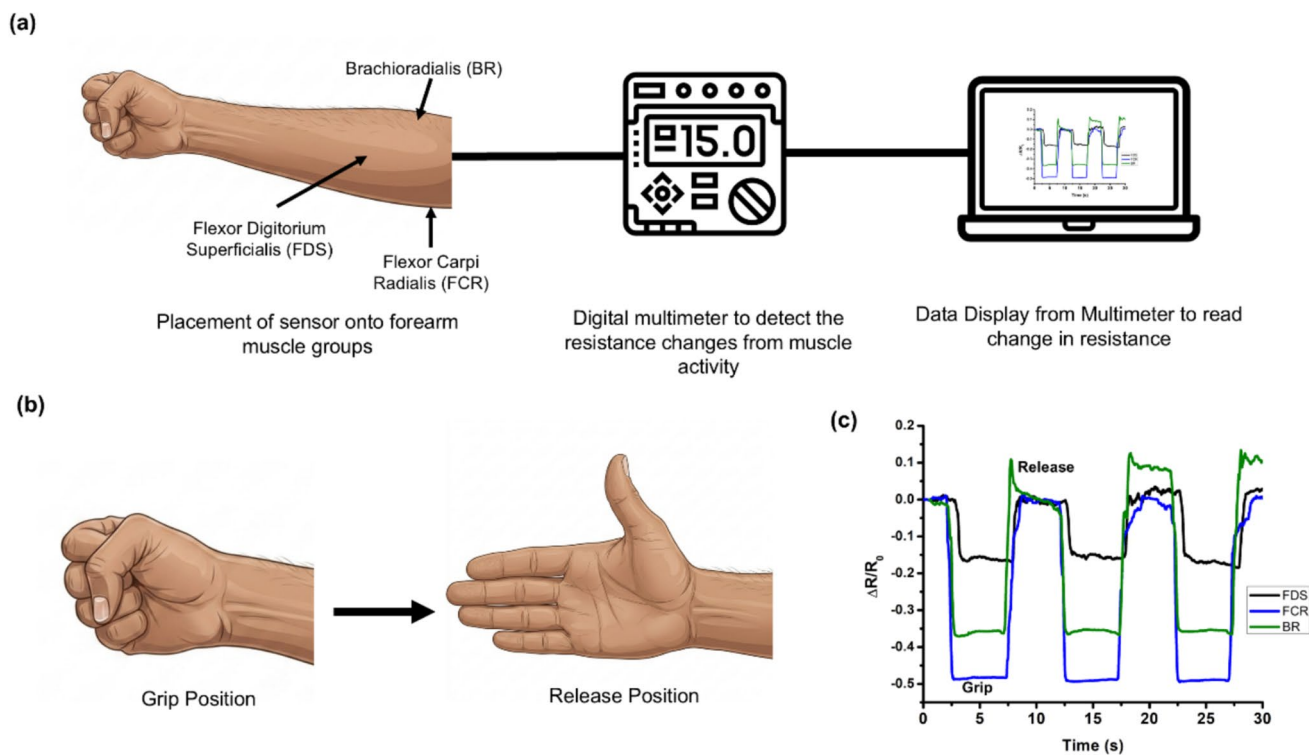 (a)
Brachioradialis (BR)
Flexor Digitorium
Superficialis (FDS)
Flexor Carpi
Radialis (FCR)
Placement of sensor onto forearm
muscle groups
15.0
Digital multimeter to detect the
resistance changes from muscle
activity
Time (s)
Data Display from Multimeter to read
change in resistance
(b)
Grip Position
Release Position
(c)
0.2
0.1
0.0
-0.1
-0.2
-0.3
-0.4
-0.5
ΔR/R₀
Release
Grip
FDS
FCR
BR
0 5 10 15 20 25 30
Time (s)